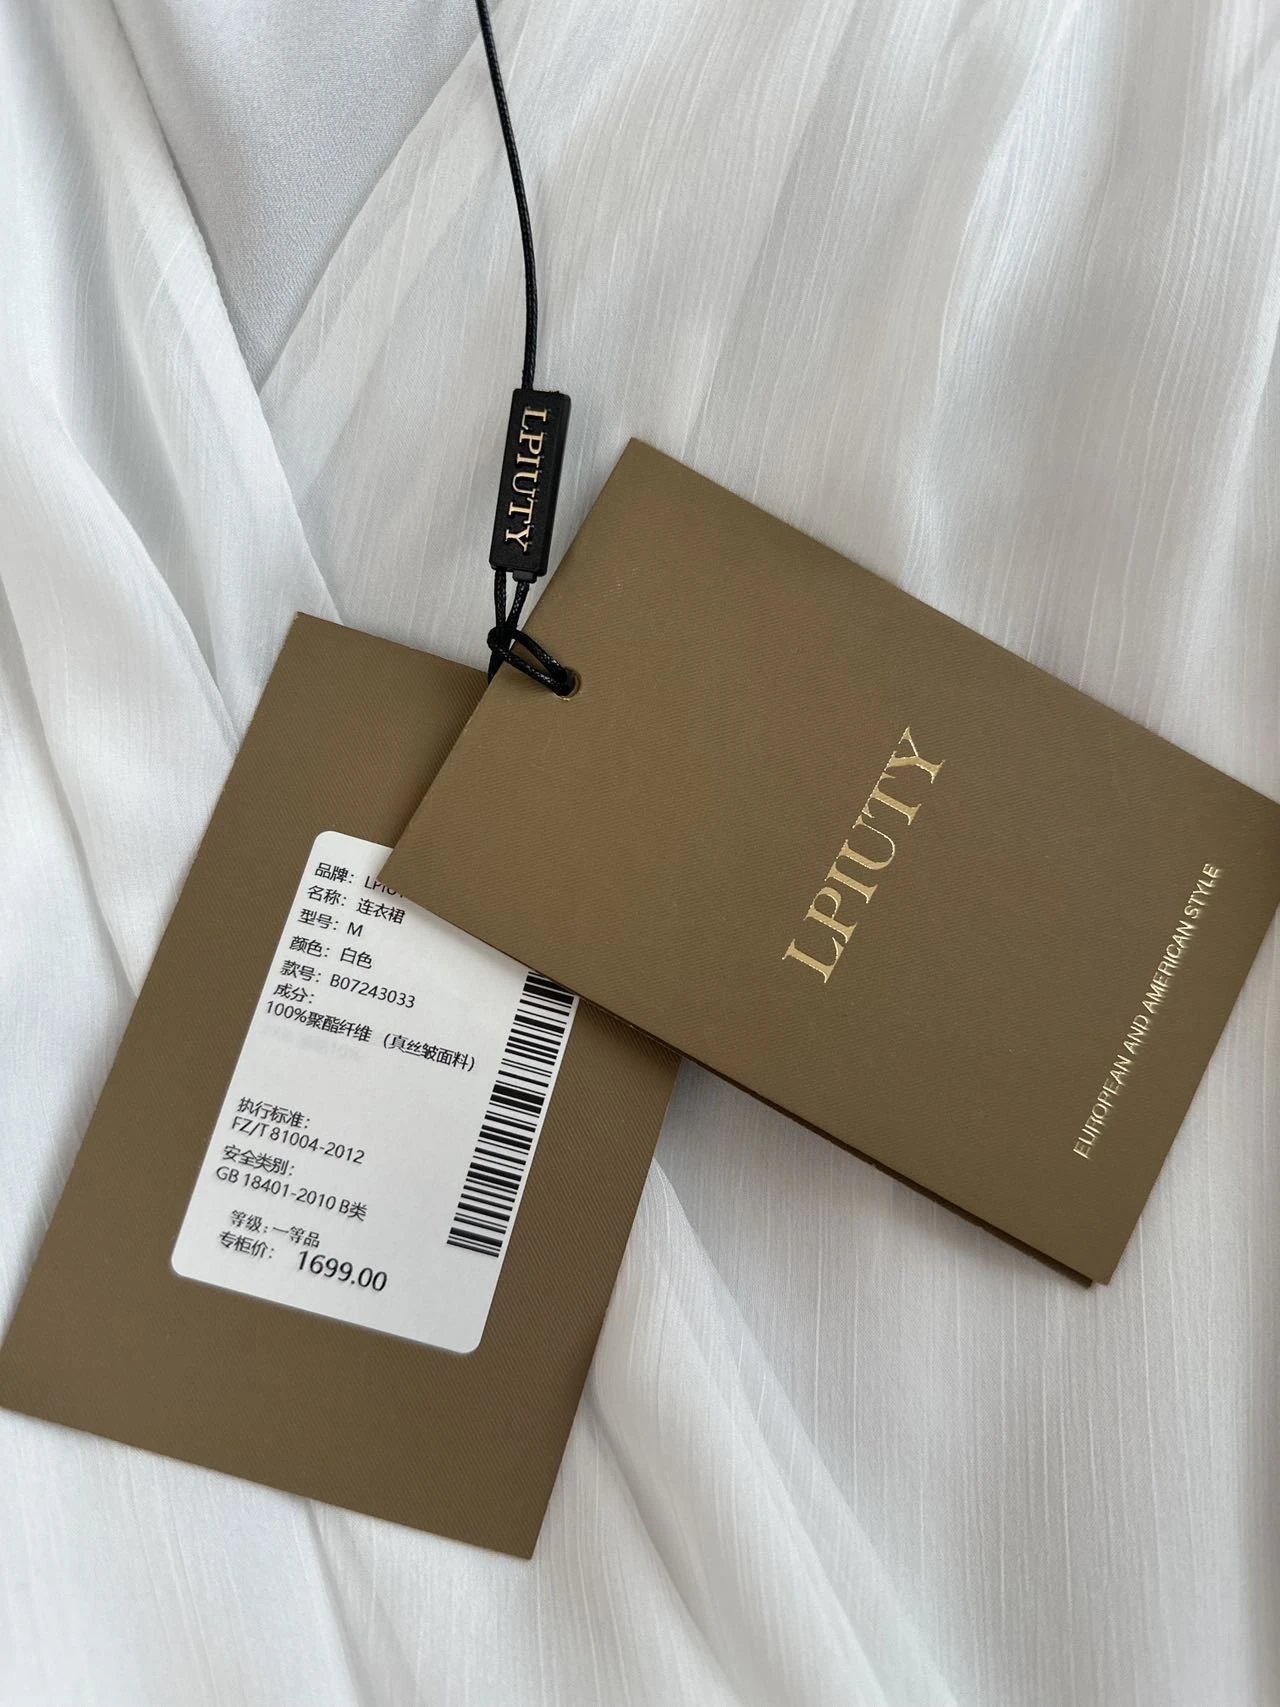 LPIUTY
LPIUTY
EUROPEAN AND AMERICAN STYLE
品牌：
名称：连衣裙
型号：M
颜色：白色
款号：B07243033
成分：
100%聚酯纤维 （真丝皱面料）
执行标准：
FZ/T 81004-2012
安全类别：
GB 18401-2010 B类
等级：一等品
专柜价： 1699.00